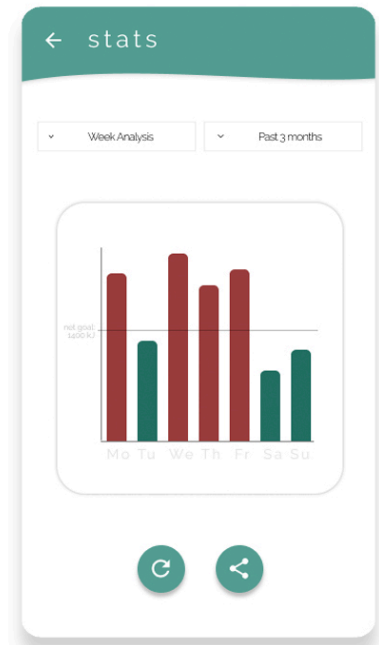 stats
Week Analysis
Past 3 months
net goal:
Mo Tu We Th Fr Sa Su